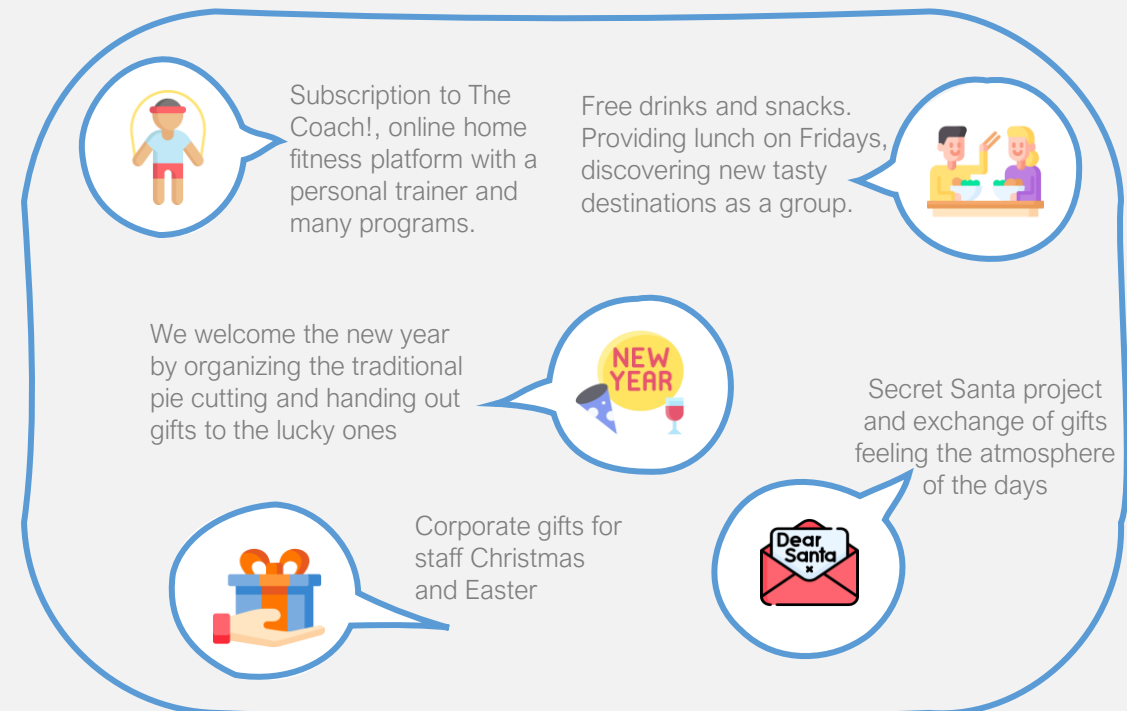 Subscription to The
Coach!, online home
fitness platform with a
personal trainer and
many programs.
Free drinks and snacks.
Providing lunch on Fridays,
discovering new tasty
destinations as a group.
We welcome the new year
by organizing the traditional
pie cutting and handing out
gifts to the lucky ones
NEW
YEAR
Secret Santa project
and exchange of gifts
feeling the atmosphere
of the days
Corporate gifts for
staff Christmas
and Easter
Dear
Santa
x